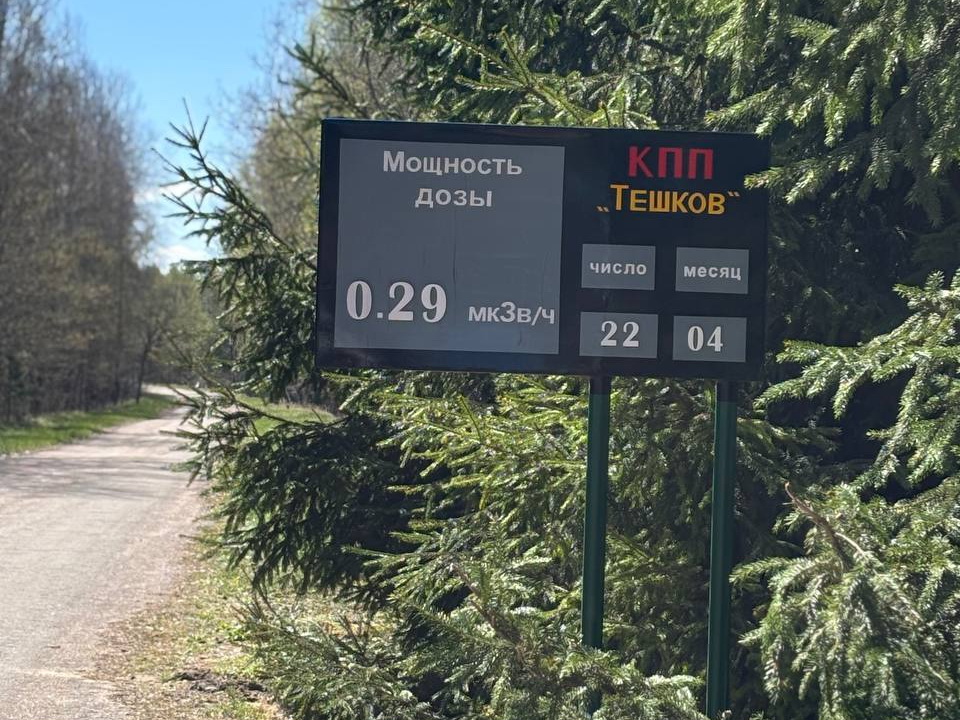 Мощность
дозы
0.29 мкЗв/ч
КПП
„Тешков“
число месяц
22 04